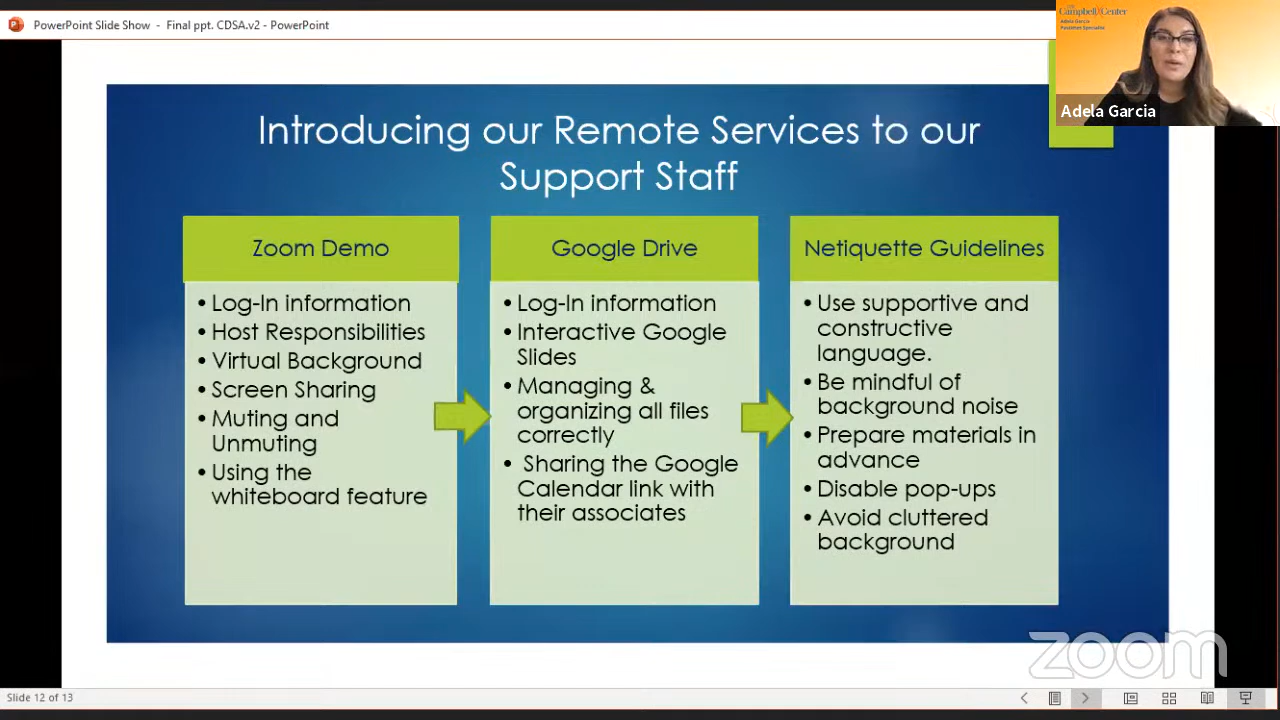 PowerPoint Slide Show - Final ppt. CDSA.v2 - PowerPoint
Campbell Center
Adela Garcia
Adela Garcia
Introducing our Remote Services to our
Support Staff
Zoom Demo
• Log-In information
• Host Responsibilities
• Virtual Background
• Screen Sharing
• Muting and
Unmuting
• Using the
whiteboard feature
Google Drive
• Log-In information
• Interactive Google
Slides
• Managing &
organizing all files
correctly
• Sharing the Google
Calendar link with
their associates
Netiquette Guidelines
• Use supportive and
constructive
language.
• Be mindful of
background noise
• Prepare materials in
advance
• Disable pop-ups
• Avoid cluttered
background
zoom
Slide 12 of 13